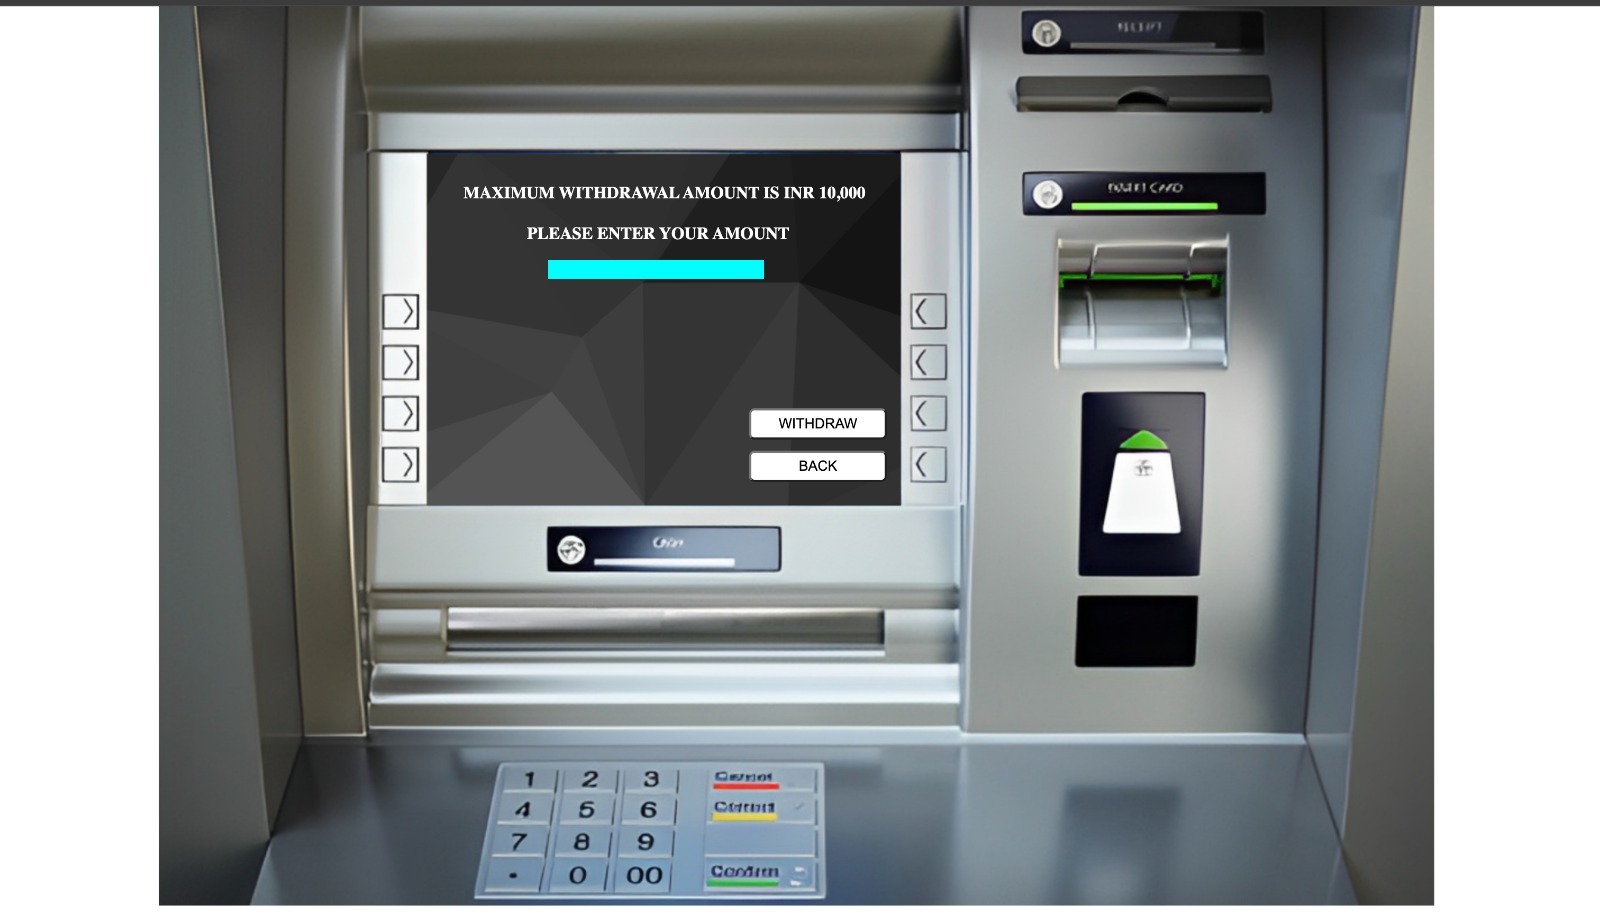 MAXIMUM WITHDRAWAL AMOUNT IS INR 10,000
PLEASE ENTER YOUR AMOUNT
WITHDRAW
BACK
1 2 3
4 5 6
7 8 9
. 0 00